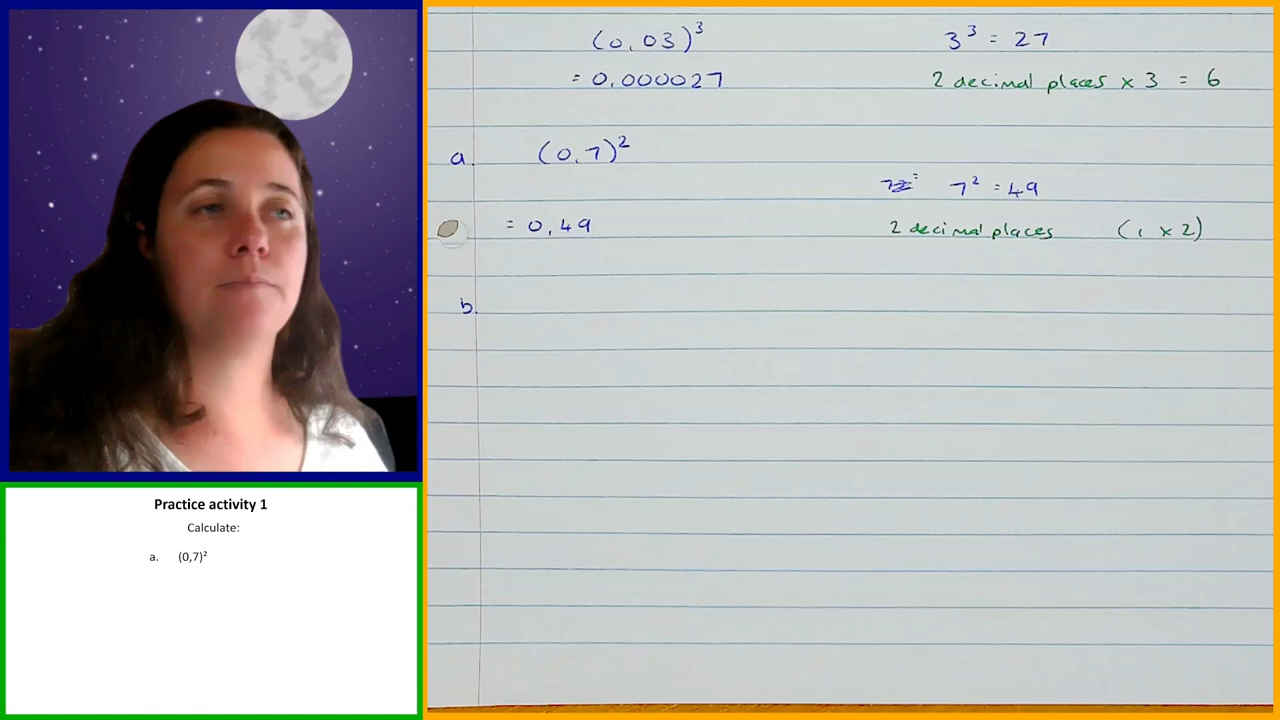 (0,03)³ 3³ = 27
= 0,000027 2 decimal places x 3 = 6
a. (0,7)²
7² = 49
= 0,49 2 decimal places (1 x 2)
b.
Practice activity 1
Calculate:
a. (0,7)²